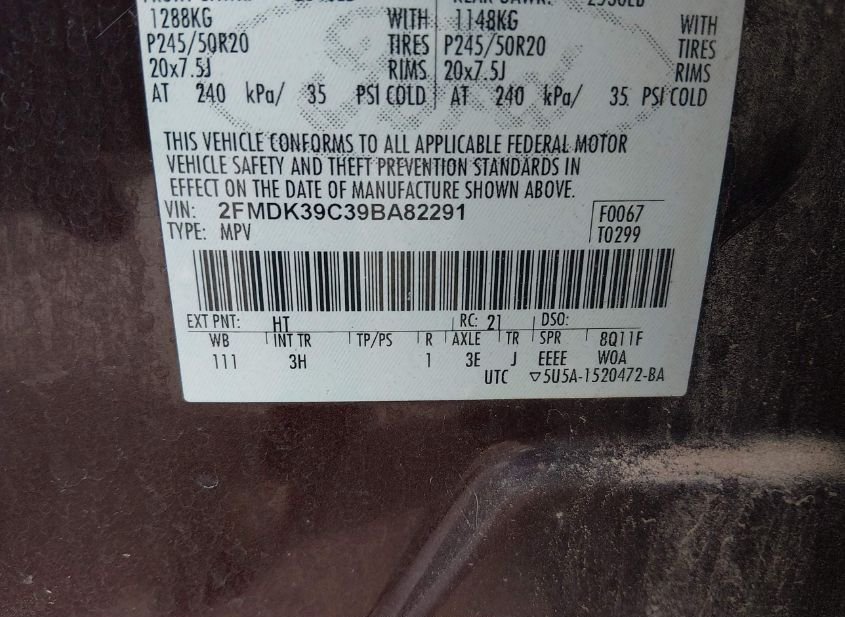 1288KG WITH 1148KG WITH
P245/50R20 TIRES P245/50R20 TIRES
20x7.5J RIMS 20x7.5J RIMS
AT 240 kPa/ 35 PSI COLD AT 240 kPa/ 35 PSI COLD
THIS VEHICLE CONFORMS TO ALL APPLICABLE FEDERAL MOTOR
VEHICLE SAFETY AND THEFT PREVENTION STANDARDS IN
EFFECT ON THE DATE OF MANUFACTURE SHOWN ABOVE.
VIN: 2FMDK39C39BA82291 F0067
TYPE: MPV T0299
EXT PNT: HT RC: 21 DSO:
WB INT TR TP/PS R AXLE TR SPR 8Q11F
111 3H 1 3E J EEEE WOA
UTC ▽5U5A-1520472-BA